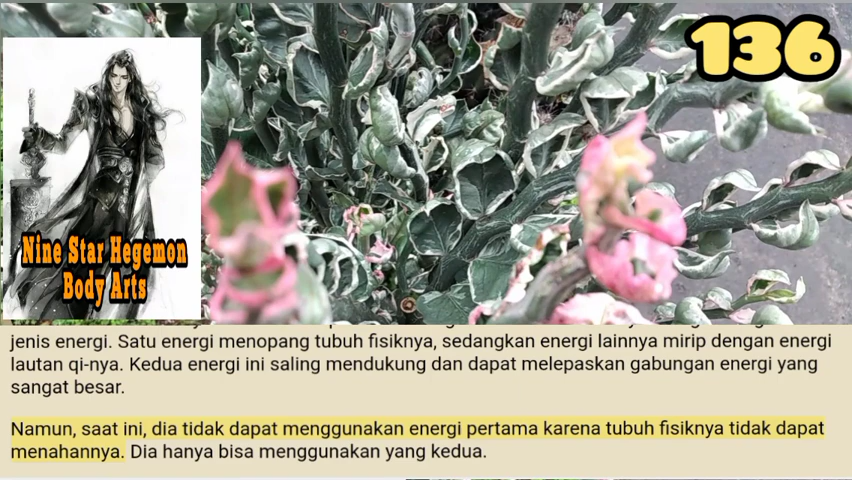 136
Nine Star Hegemon
Body Arts
jenis energi. Satu energi menopang tubuh fisiknya, sedangkan energi lainnya mirip dengan energi
lautan qi-nya. Kedua energi ini saling mendukung dan dapat melepaskan gabungan energi yang
sangat besar.
Namun, saat ini, dia tidak dapat menggunakan energi pertama karena tubuh fisiknya tidak dapat
menahannya. Dia hanya bisa menggunakan yang kedua.